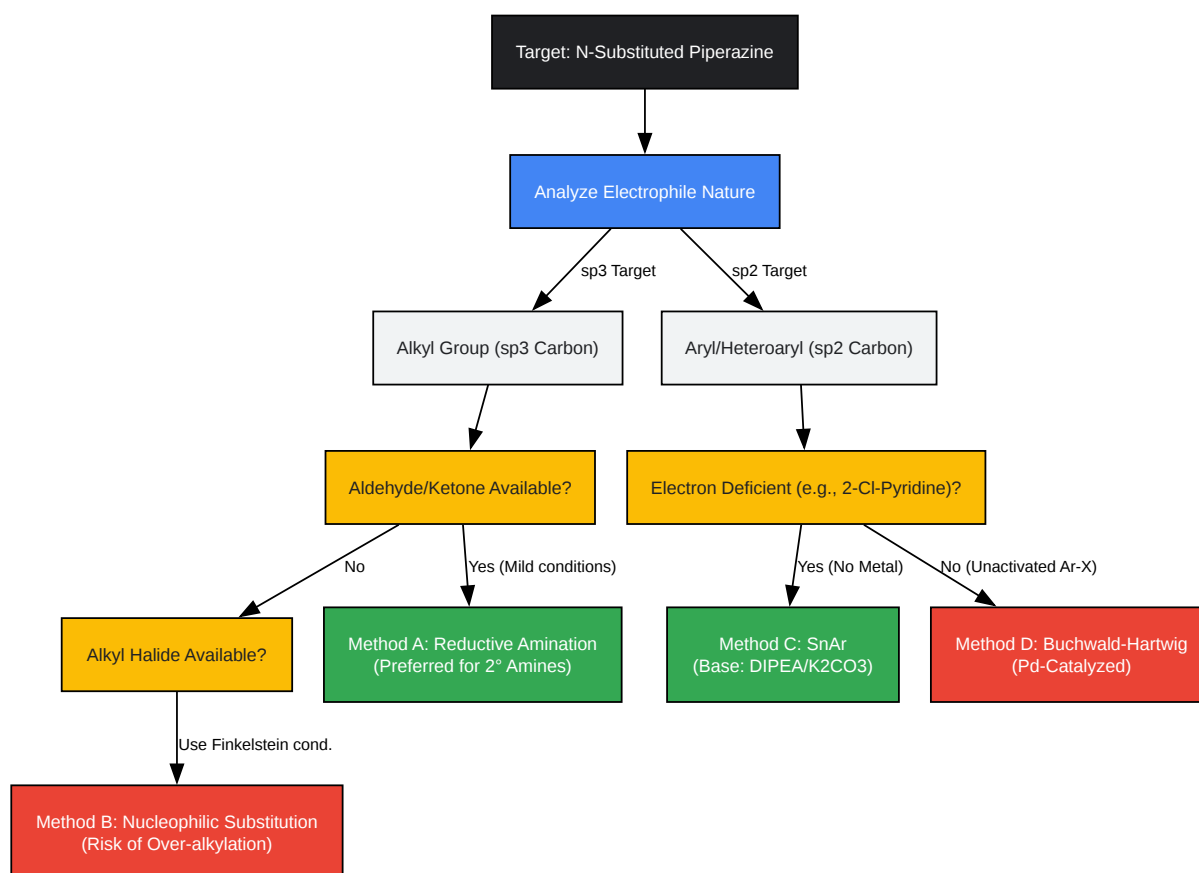 Target: N-Substituted Piperazine
Analyze Electrophile Nature
sp3 Target
sp2 Target
Alkyl Group (sp3 Carbon)
Aryl/Heteroaryl (sp2 Carbon)
Aldehyde/Ketone Available?
Electron Deficient (e.g., 2-Cl-Pyridine)?
No
Yes (Mild conditions)
Yes (No Metal)
No (Unactivated Ar-X)
Alkyl Halide Available?
Method A: Reductive Amination
(Preferred for 2° Amines)
Method C: SnAr
(Base: DIPEA/K2CO3)
Method D: Buchwald-Hartwig
(Pd-Catalyzed)
Use Finkelstein cond.
Method B: Nucleophilic Substitution
(Risk of Over-alkylation)